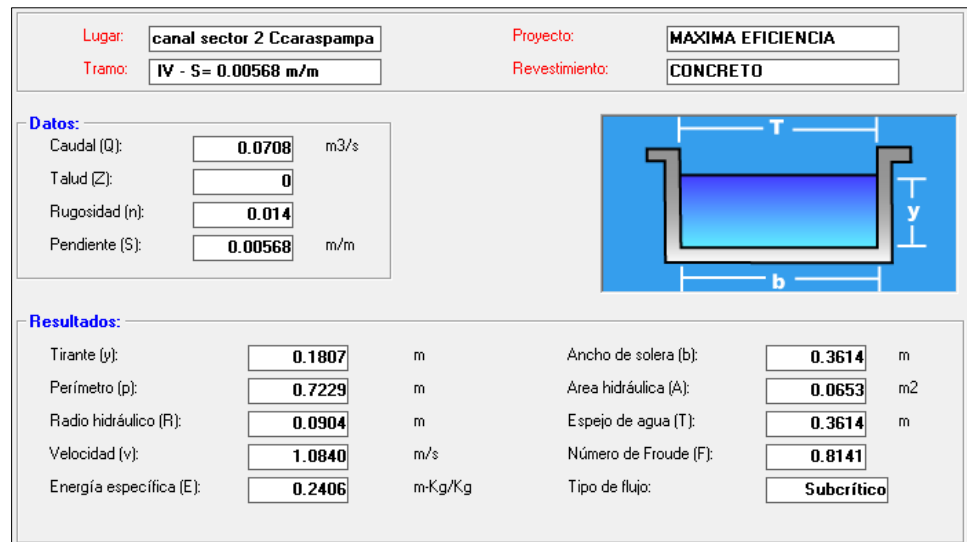 Lugar: canal sector 2 Ccaraspampa Proyecto: MAXIMA EFICIENCIA
Tramo: IV - S= 0.00568 m/m Revestimiento: CONCRETO
Datos:
Caudal (Q): 0.0708 m3/s
Talud (Z): 0
Rugosidad (n): 0.014
Pendiente (S): 0.00568 m/m
T
y
b
Resultados:
Tirante (y): 0.1807 m Ancho de solera (b): 0.3614 m
Perímetro (p): 0.7229 m Area hidráulica (A): 0.0653 m2
Radio hidráulico (R): 0.0904 m Espejo de agua (T): 0.3614 m
Velocidad (v): 1.0840 m/s Número de Froude (F): 0.8141
Energía específica (E): 0.2406 m-Kg/Kg Tipo de flujo: Subcrítico